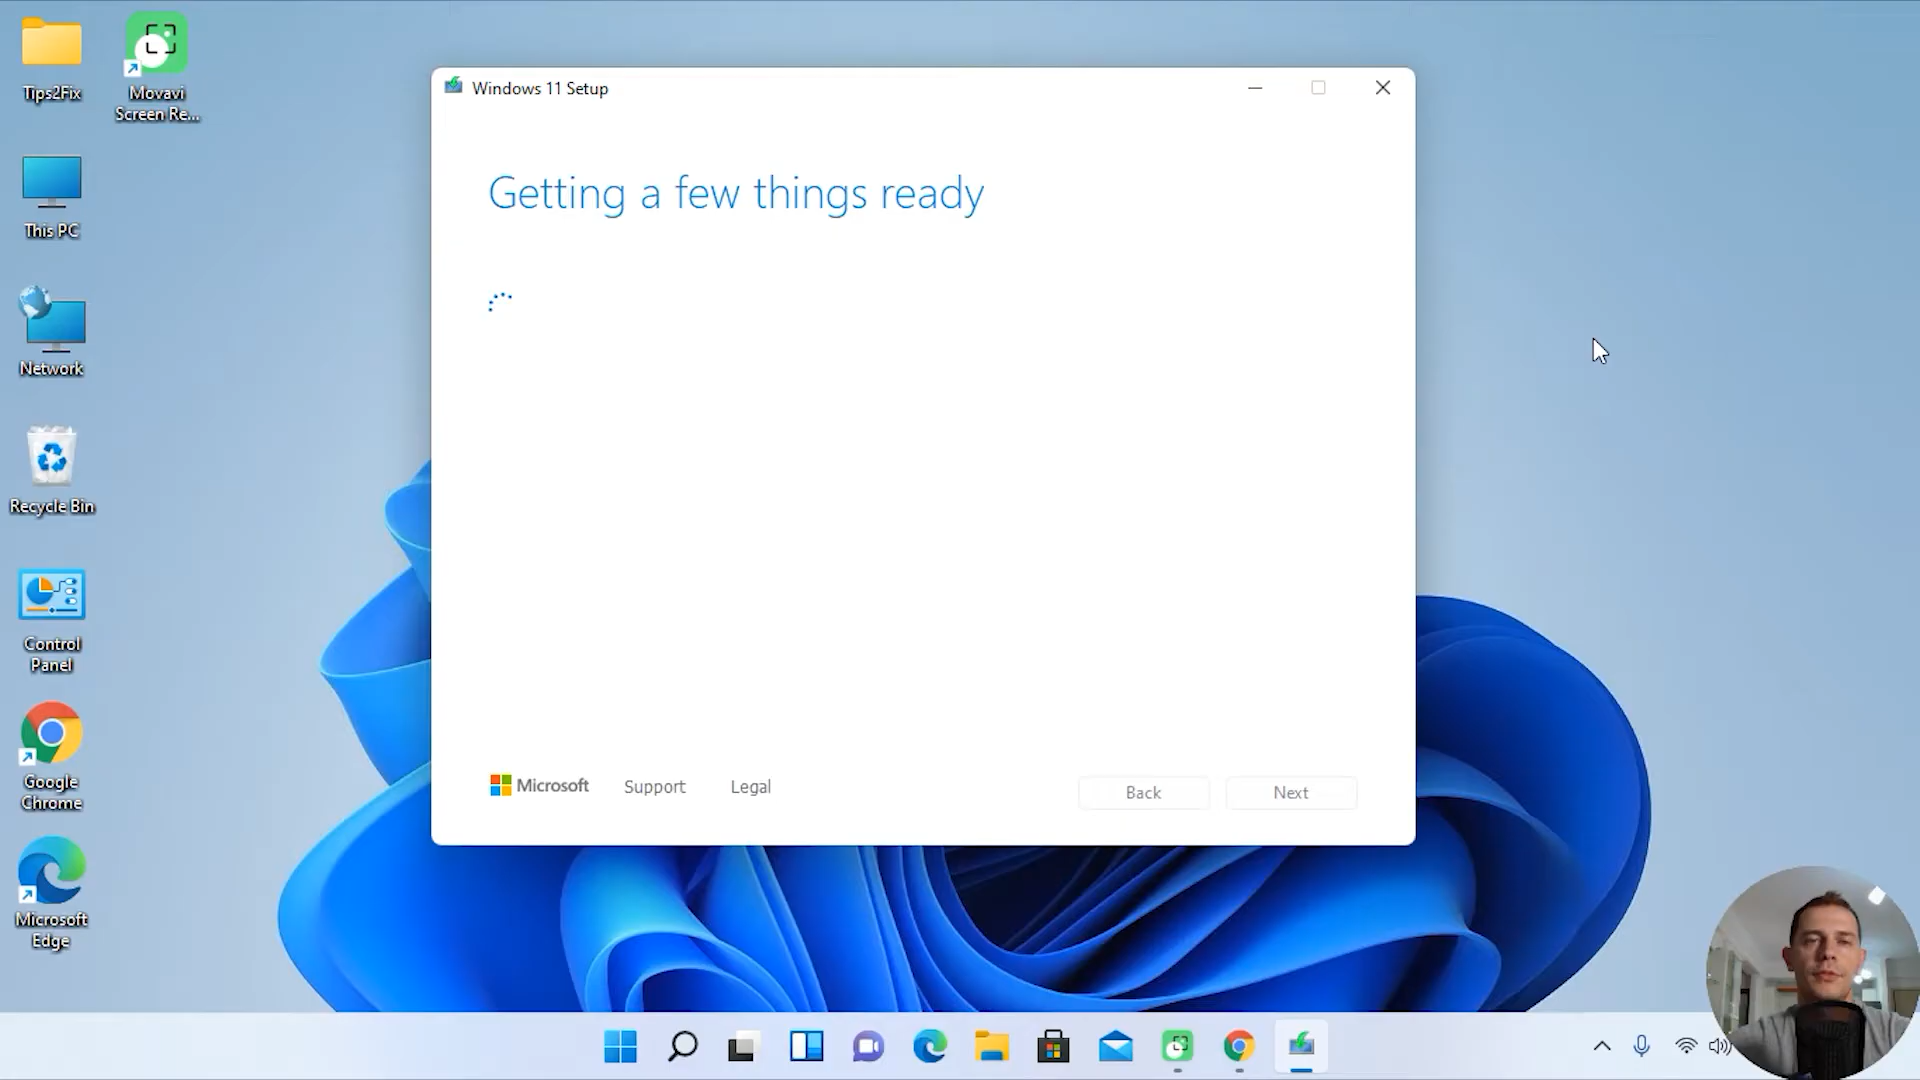 Tips2Fix
Movavi
Screen Re...
This PC
Network
Recycle Bin
Control
Panel
Google
Chrome
Microsoft
Edge
Windows 11 Setup
Getting a few things ready
Microsoft
Support
Legal
Back
Next